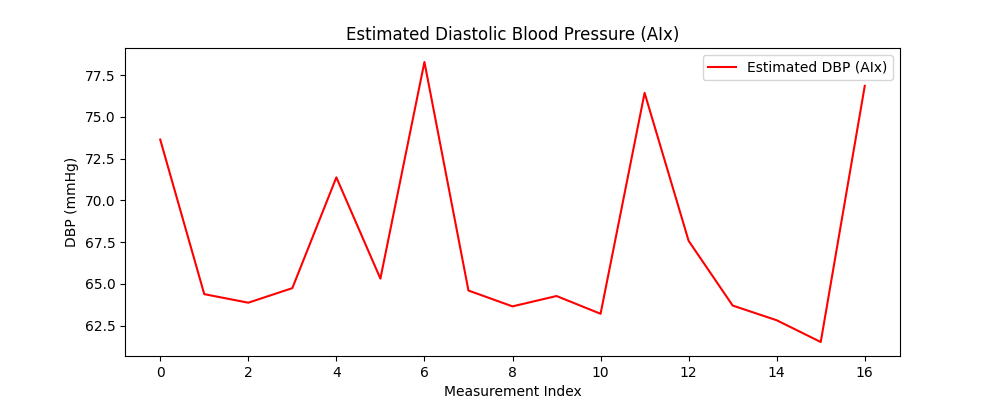 Estimated Diastolic Blood Pressure (AIx)
Estimated DBP (AIx)
DBP (mmHg)
77.5
75.0
72.5
70.0
67.5
65.0
62.5
0 2 4 6 8 10 12 14 16
Measurement Index